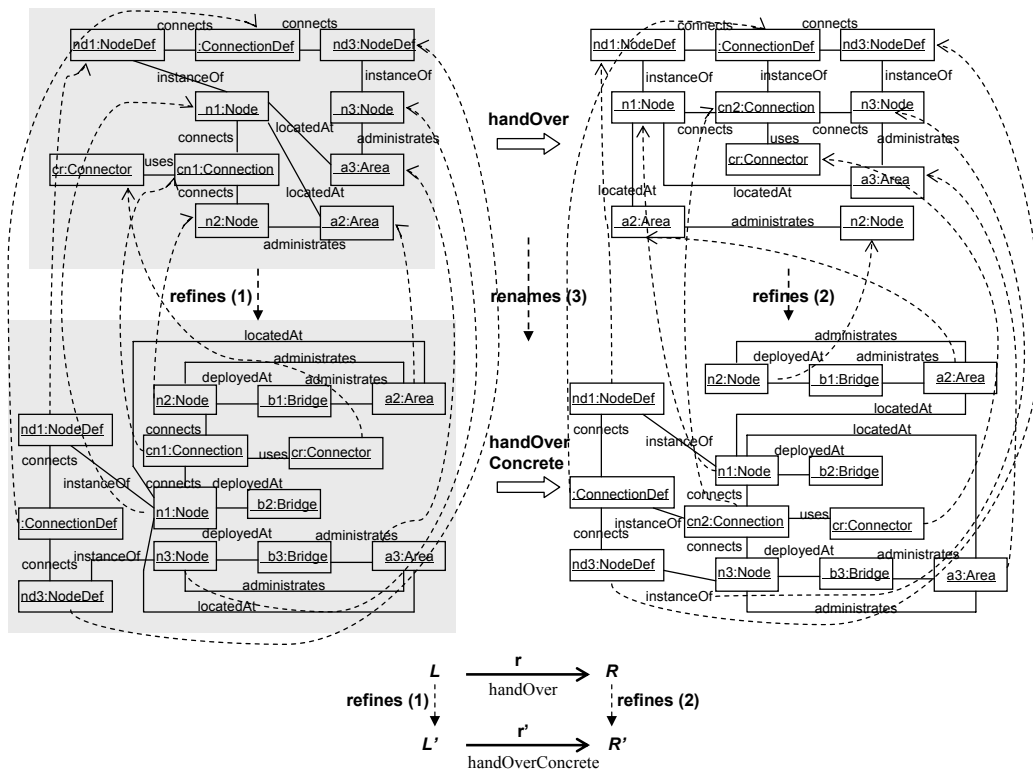 connects
connects
nd1:NodeDef
:ConnectionDef
nd3:NodeDef
instanceOf
instanceOf
n1:Node
n3:Node
connects
locatedAt
administrates
uses
cr:Connector
cn1:Connection
a3:Area
connects
locatedAt
n2:Node
a2:Area
administrates
handOver
connects
connects
nd1:NodeDef
:ConnectionDef
nd3:NodeDef
instanceOf
instanceOf
instanceOf
n1:Node
cn2:Connection
n3:Node
connects
connects
uses
administrates
cr:Connector
a3:Area
locatedAt
locatedAt
a2:Area
n2:Node
administrates
refines (1)
renames (3)
refines (2)
locatedAt
administrates
deployedAt
administrates
n2:Node
b1:Bridge
a2:Area
nd1:NodeDef
cn1:Connection
uses
cr:Connector
connects
connects
instanceOf
connects
deployedAt
n1:Node
b2:Bridge
:ConnectionDef
deployedAt
administrates
instanceOf
n3:Node
b3:Bridge
a3:Area
connects
administrates
nd3:NodeDef
locatedAt
handOver
Concrete
administrates
deployedAt
administrates
n2:Node
b1:Bridge
a2:Area
nd1:NodeDef
locatedAt
connects
locatedAt
instanceOf
deployedAt
n1:Node
b2:Bridge
:ConnectionDef
connects
uses
instanceOf
cn2:Connection
cr:Connector
connects
connects
deployedAt
administrates
nd3:NodeDef
n3:Node
b3:Bridge
a3:Area
instanceOf
administrates
L
r
R
handOver
refines (1)
refines (2)
L'
r'
R'
handOverConcrete